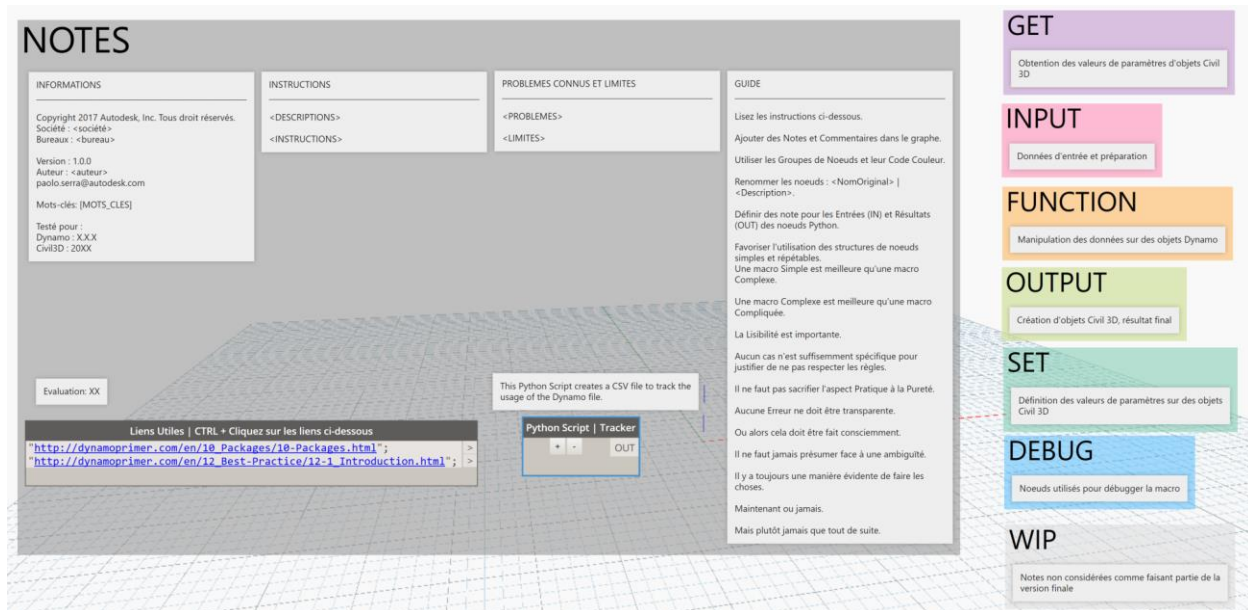 NOTES
INFORMATIONS
Copyright 2017 Autodesk, Inc. Tous droit réservés.
Société : <société>
Bureaux : <bureau>
Version : 1.0.0
Auteur : <auteur>
paolo.serra@autodesk.com
Mots-clés: [MOTS_CLES]
Testé pour :
Dynamo : X.X.X
Civil3D : 20XX
INSTRUCTIONS
<DESCRIPTIONS>
<INSTRUCTIONS>
PROBLEMES CONNUS ET LIMITES
<PROBLEMES>
<LIMITES>
GUIDE
Lisez les instructions ci-dessous.
Ajouter des Notes et Commentaires dans le graphe.
Utiliser les Groupes de Noeuds et leur Code Couleur.
Renommer les noeuds : <NomOriginal> |
<Description>.
Définir des note pour les Entrées (IN) et Résultats
(OUT) des noeuds Python.
Favoriser l'utilisation des structures de noeuds
simples et répétables.
Une macro Simple est meilleure qu'une macro
Complexe.
Une macro Complexe est meilleure qu'une macro
Compliquée.
La Lisibilité est importante.
Aucun cas n'est suffisemment spécifique pour
justifier de ne pas respecter les règles.
Il ne faut pas sacrifier l'aspect Pratique à la Pureté.
Aucune Erreur ne doit être transparente.
Ou alors cela doit être fait consciemment.
Il ne faut jamais présumer face à une ambiguïté.
Il y a toujours une manière évidente de faire les
choses.
Maintenant ou jamais.
Mais plutôt jamais que tout de suite.
Evaluation: XX
Liens Utiles | CTRL + Cliquez sur les liens ci-dessous
"http://dynamoprimer.com/en/10_Packages/10-Packages.html"; >
"http://dynamoprimer.com/en/12_Best-Practice/12-1_Introduction.html"; >
This Python Script creates a CSV file to track the
usage of the Dynamo file.
Python Script | Tracker
+ - OUT
GET
Obtention des valeurs de paramètres d'objets Civil
3D
INPUT
Données d'entrée et préparation
FUNCTION
Manipulation des données sur des objets Dynamo
OUTPUT
Création d'objets Civil 3D, résultat final
SET
Définition des valeurs de paramètres sur des objets
Civil 3D
DEBUG
Noeuds utilisés pour débugger la macro
WIP
Notes non considérées comme faisant partie de la
version finale